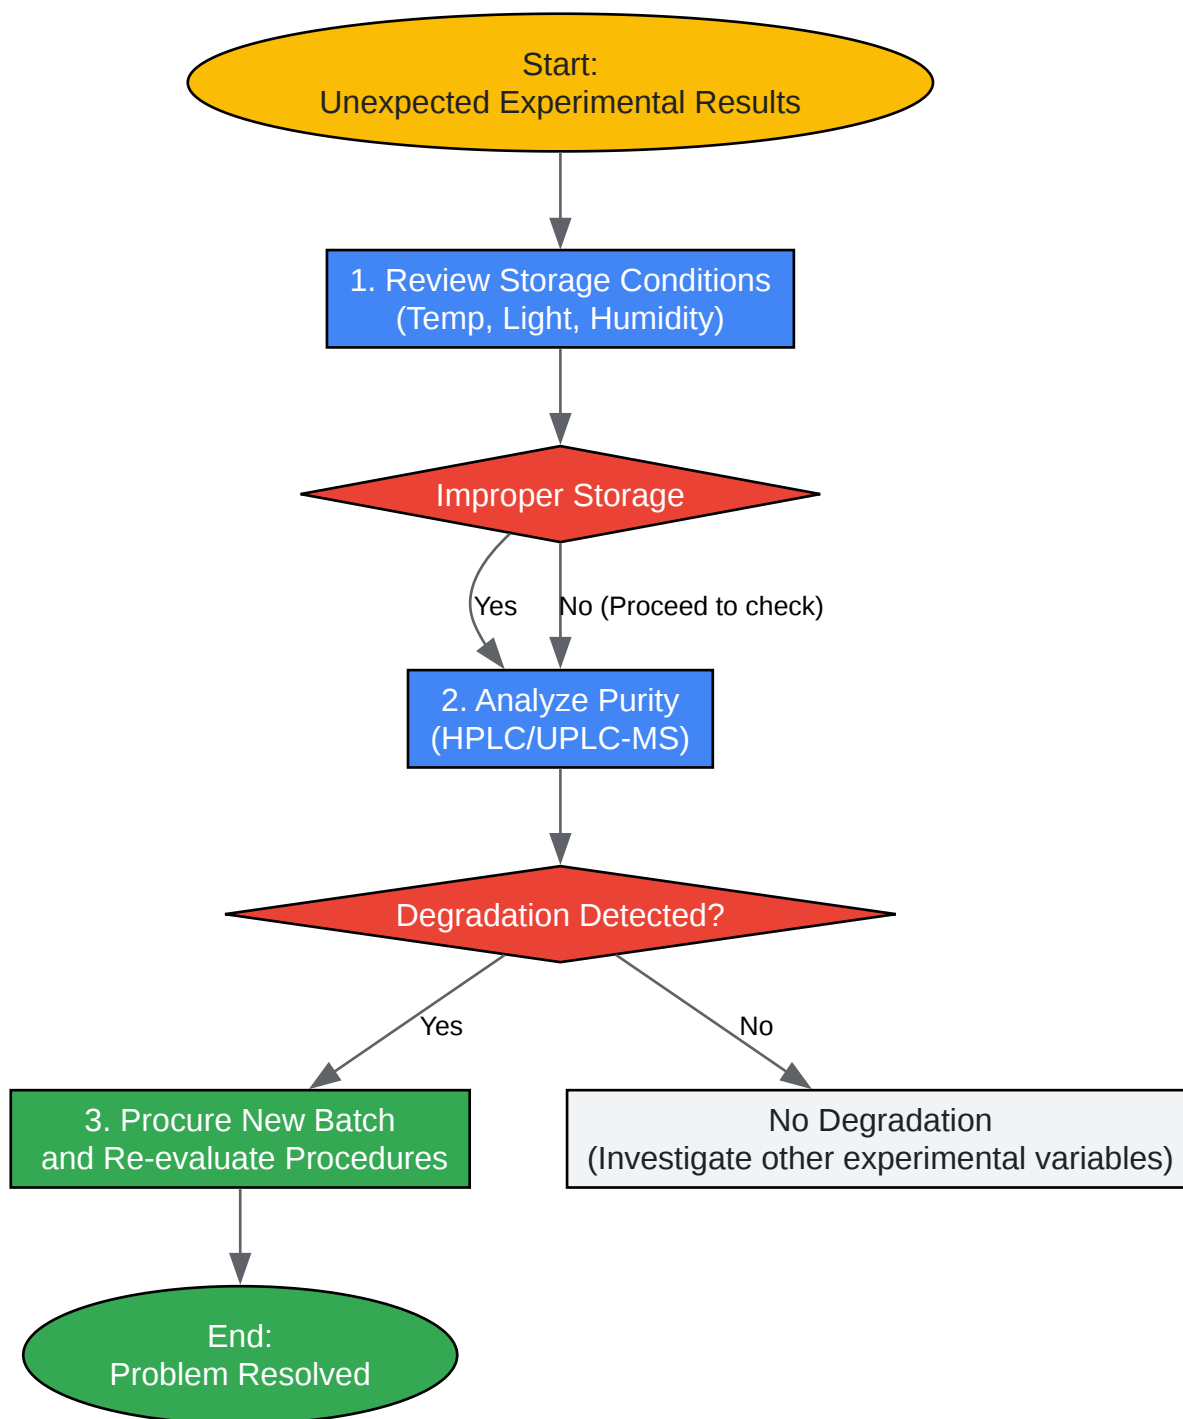 Start:
Unexpected Experimental Results
1. Review Storage Conditions
(Temp, Light, Humidity)
Improper Storage
Yes
No (Proceed to check)
2. Analyze Purity
(HPLC/UPLC-MS)
Degradation Detected?
Yes
No
3. Procure New Batch
and Re-evaluate Procedures
No Degradation
(Investigate other experimental variables)
End:
Problem Resolved